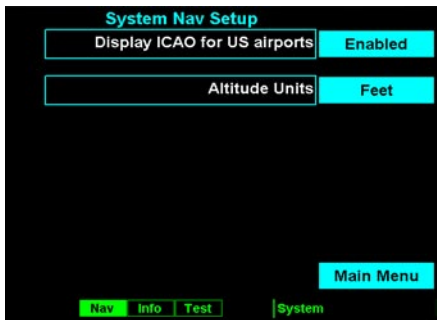 System Nav Setup
Display ICAO for US airports Enabled
Altitude Units Feet
Main Menu
Nav Info Test System